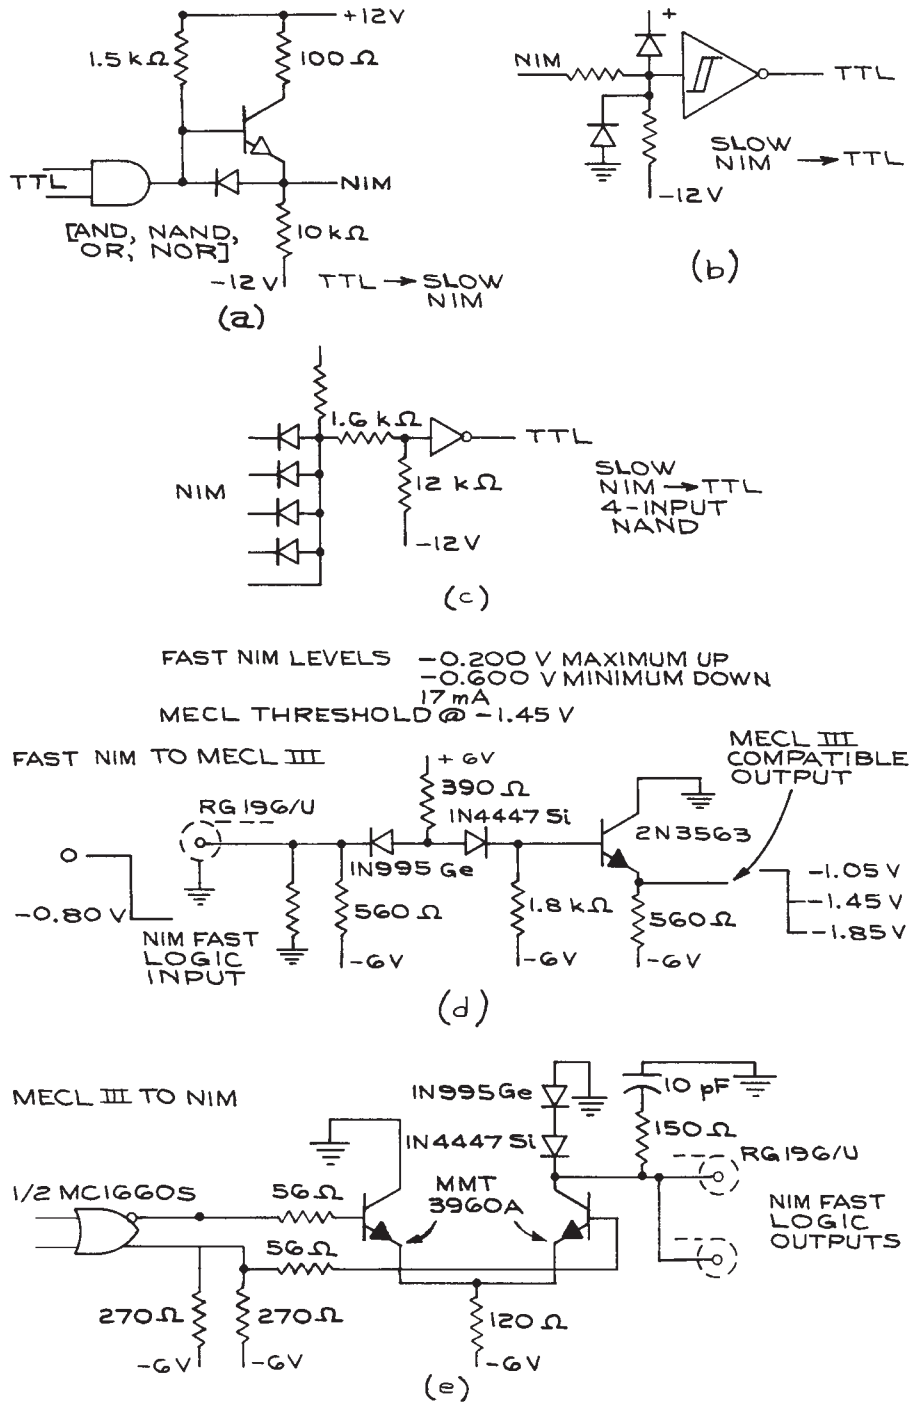 +12V
1.5 kΩ
100 Ω
TTL
NIM
[AND, NAND,
OR, NOR]
10 kΩ
-12 V
TTL → SLOW
NIM
(a)
+
NIM
TTL
SLOW
NIM → TTL
-12V
(b)
1.6 kΩ
TTL
NIM
12 kΩ
-12V
SLOW
NIM → TTL
4-INPUT
NAND
(c)
FAST NIM LEVELS -0.200 V MAXIMUM UP
-0.600 V MINIMUM DOWN
17 mA
MECL THRESHOLD @ -1.45 V
FAST NIM TO MECL III
MECL III
COMPATIBLE
OUTPUT
+ 6V
390 Ω
RG 196/U
1N4447 Si
2N3563
1N995 Ge
O
-0.80 V
560 Ω
1.8 kΩ
560 Ω
-1.05 V
-1.45 V
-1.85 V
NIM FAST
LOGIC
INPUT
-6V
-6V
-6V
(d)
MECL III TO NIM
1N995 Ge
10 pF
1N4447 Si
150 Ω
RG196/U
1/2 MC1660S
56 Ω
MMT
3960A
NIM FAST
LOGIC
OUTPUTS
56 Ω
270 Ω
270 Ω
120 Ω
-6V
-6V
-6V
(e)